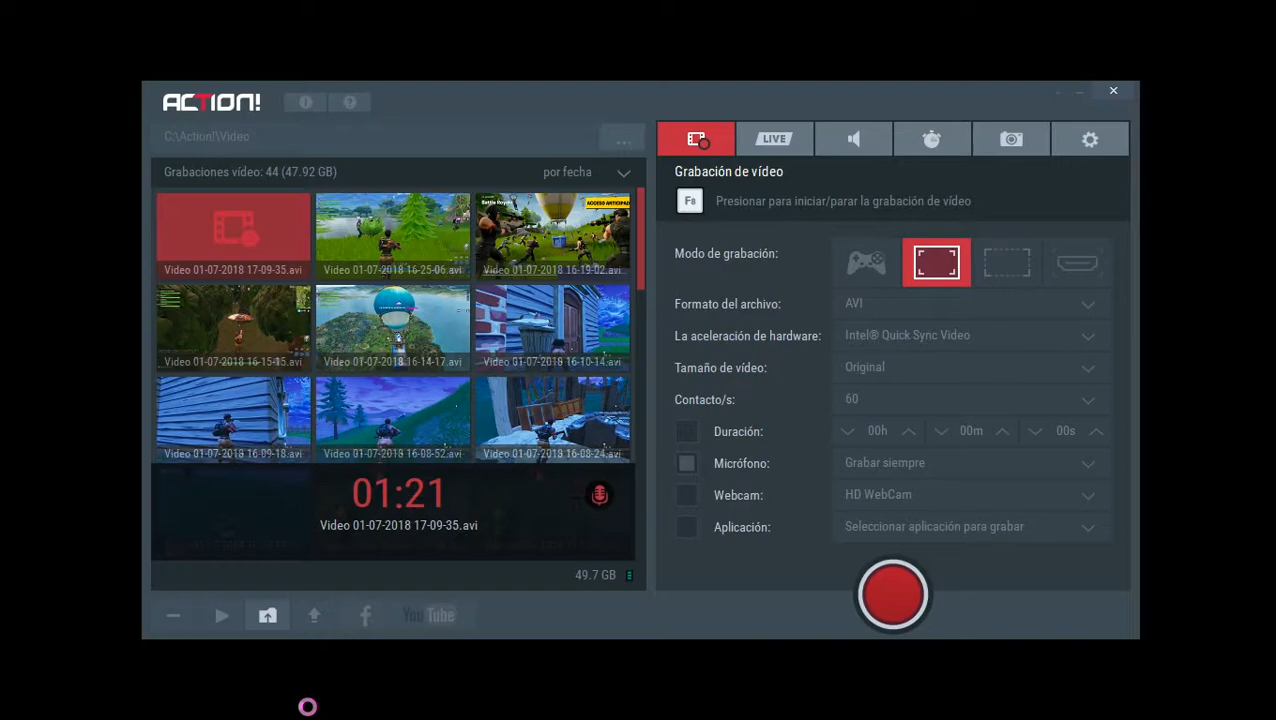 ACTION!
C:\Action!\Video
...
Grabaciones vídeo: 44 (47.92 GB)
por fecha
Video 01-07-2018 17-09-35.avi
Video 01-07-2018 16-25-06.avi
Battle Royale
ACCESO ANTICIPAD
Video 01-07-2018 16-19-02.avi
Video 01-07-2018 16-15-15.avi
Video 01-07-2018 16-14-17.avi
Video 01-07-2018 16-10-14.avi
Video 01-07-2018 16-09-18.avi
Video 01-07-2018 16-08-52.avi
Video 01-07-2018 16-08-24.avi
01:21
Video 01-07-2018 17-09-35.avi
49.7 GB
YouTube
LIVE
Grabación de vídeo
F8
Presionar para iniciar/parar la grabación de vídeo
Modo de grabación:
Formato del archivo:
AVI
La aceleración de hardware:
Intel® Quick Sync Video
Tamaño de vídeo:
Original
Contacto/s:
60
Duración:
00h
00m
00s
Micrófono:
Grabar siempre
Webcam:
HD WebCam
Aplicación:
Seleccionar aplicación para grabar